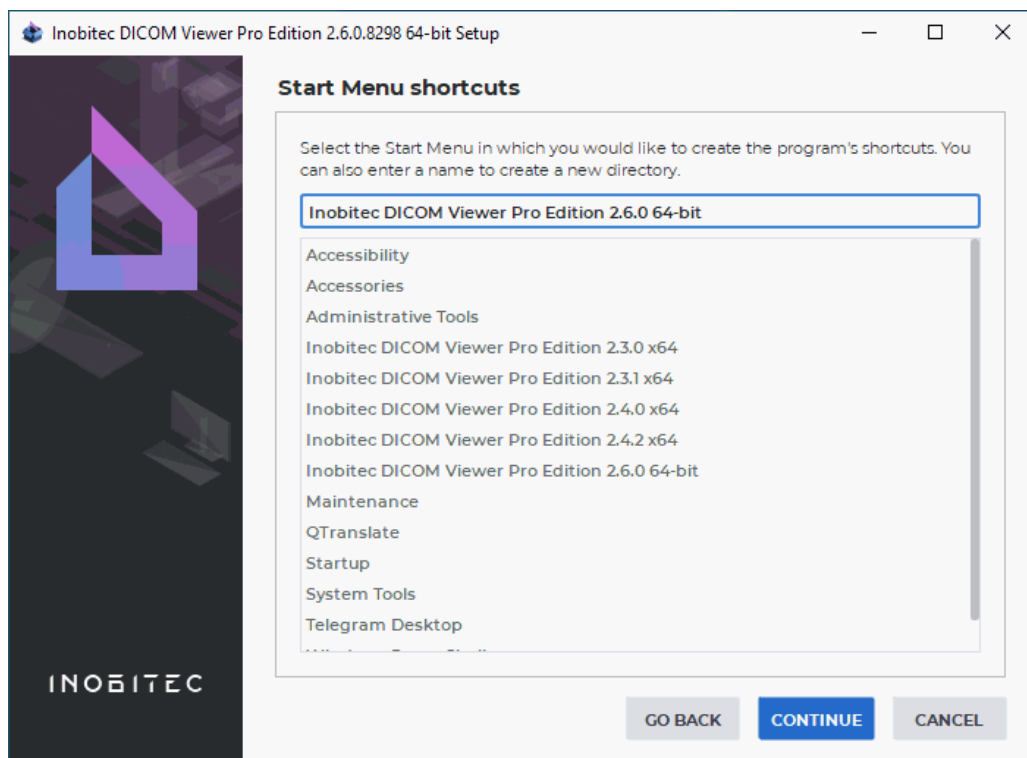 Inobitec DICOM Viewer Pro Edition 2.6.0.8298 64-bit Setup
Start Menu shortcuts
Select the Start Menu in which you would like to create the program's shortcuts. You
can also enter a name to create a new directory.
Inobitec DICOM Viewer Pro Edition 2.6.0 64-bit
Accessibility
Accessories
Administrative Tools
Inobitec DICOM Viewer Pro Edition 2.3.0 x64
Inobitec DICOM Viewer Pro Edition 2.3.1 x64
Inobitec DICOM Viewer Pro Edition 2.4.0 x64
Inobitec DICOM Viewer Pro Edition 2.4.2 x64
Inobitec DICOM Viewer Pro Edition 2.6.0 64-bit
Maintenance
QTranslate
Startup
System Tools
Telegram Desktop
INOBITEC
GO BACK CONTINUE CANCEL